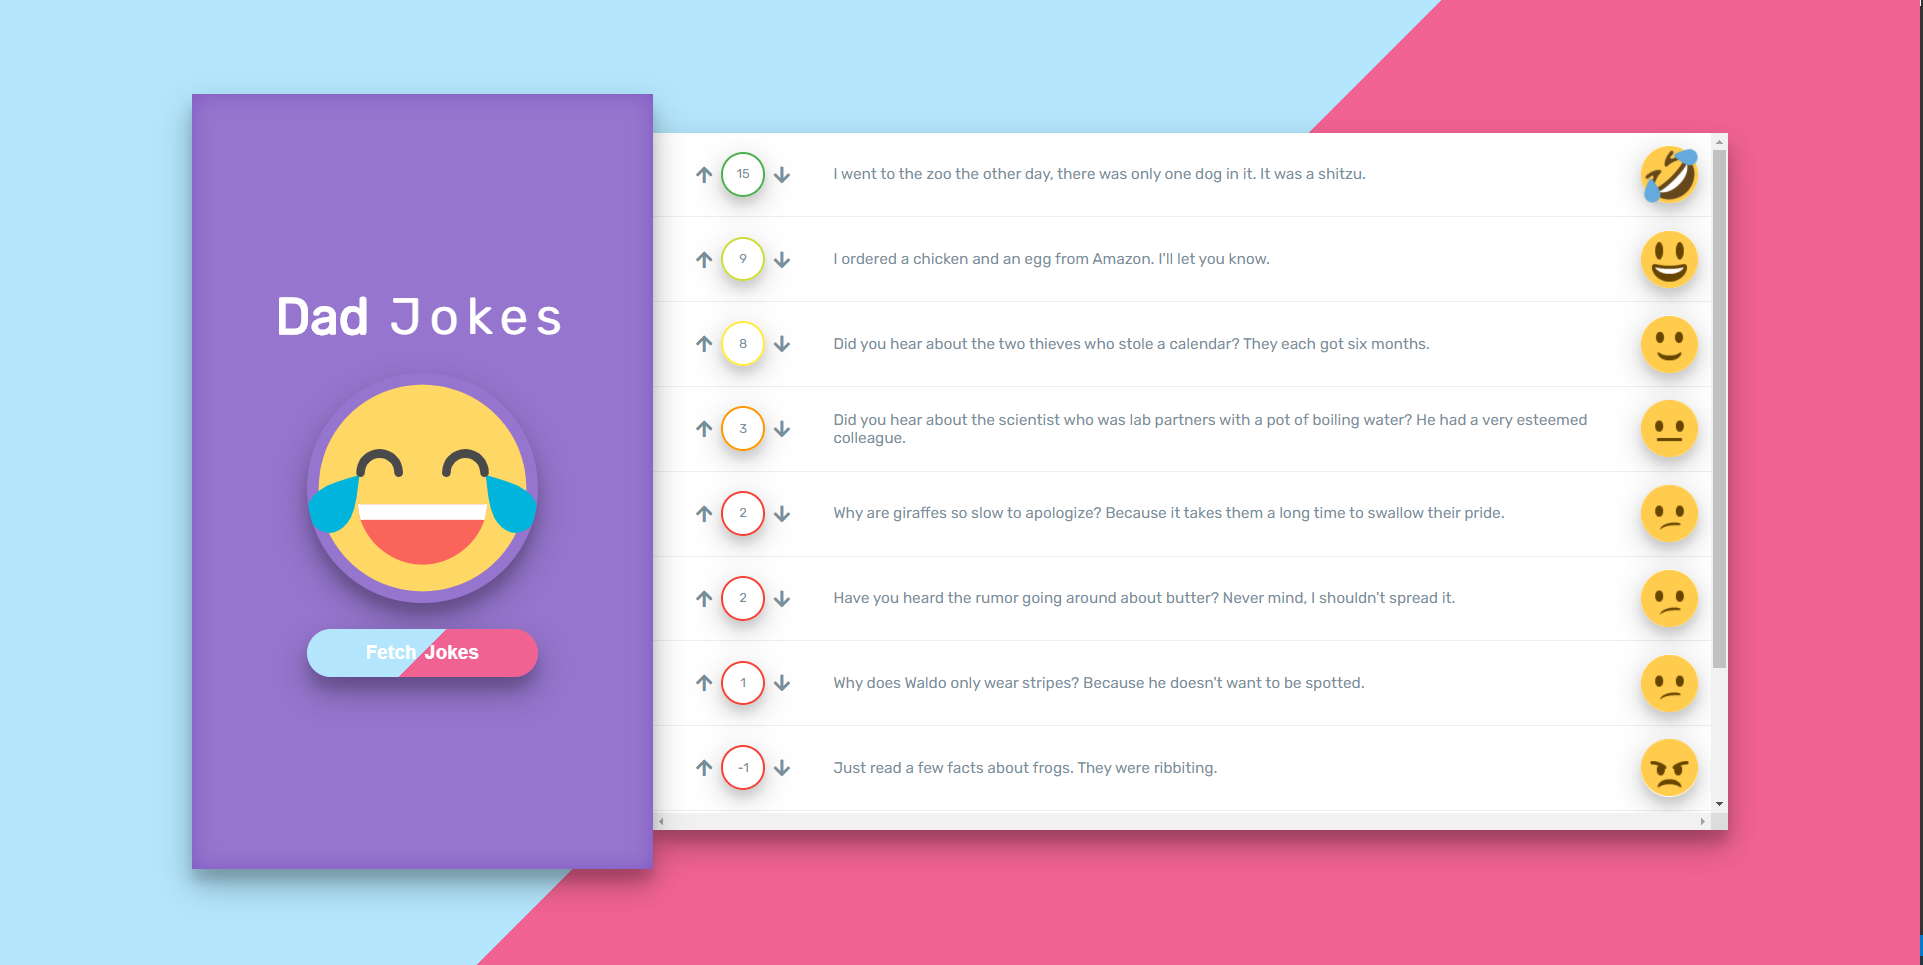 Dad Jokes
Fetch Jokes
15
I went to the zoo the other day, there was only one dog in it. It was a shitzu.
9
I ordered a chicken and an egg from Amazon. I'll let you know.
8
Did you hear about the two thieves who stole a calendar? They each got six months.
3
Did you hear about the scientist who was lab partners with a pot of boiling water? He had a very esteemed
colleague.
2
Why are giraffes so slow to apologize? Because it takes them a long time to swallow their pride.
2
Have you heard the rumor going around about butter? Never mind, I shouldn't spread it.
1
Why does Waldo only wear stripes? Because he doesn't want to be spotted.
-1
Just read a few facts about frogs. They were ribbiting.